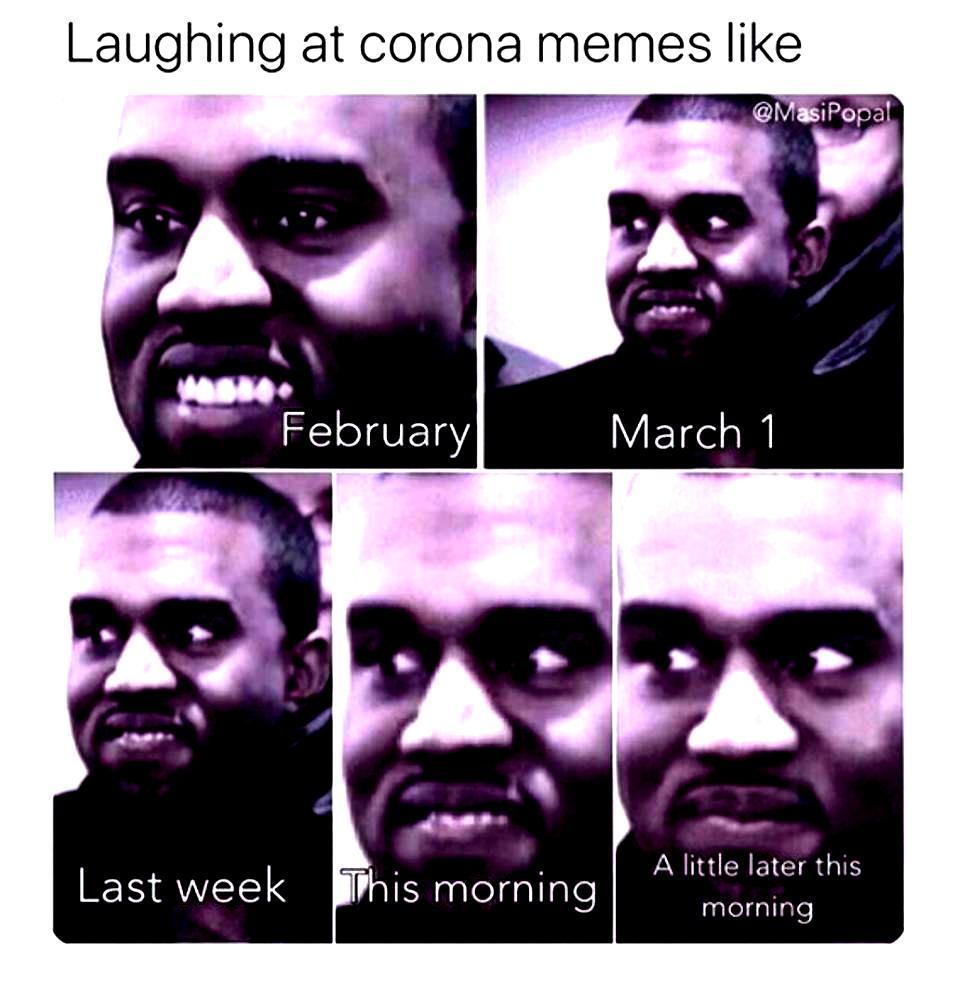 Laughing at corona memes like
@MasiPopal
February
March 1
Last week
This morning
A little later this
morning